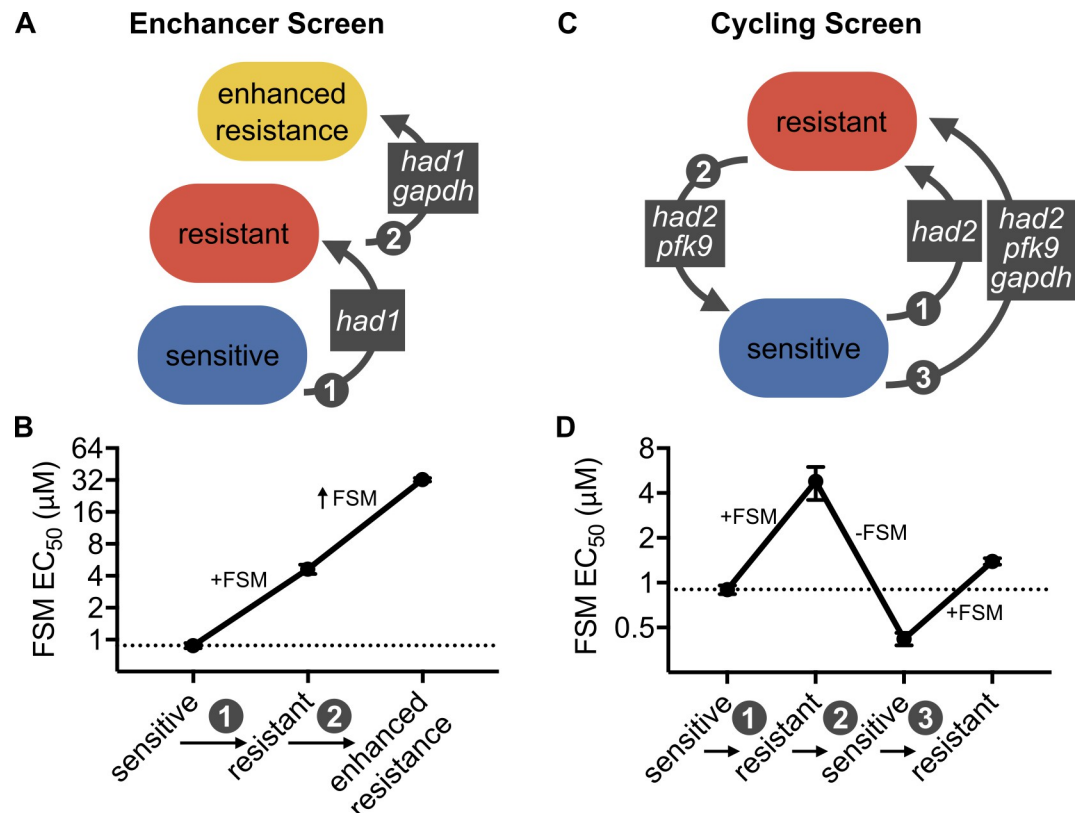 A
Enchancer Screen
enhanced
resistance
had1
gapdh
2
resistant
had1
sensitive
1
B
FSM EC50 (µM)
64
32
16
8
4
2
1
+FSM
↑ FSM
sensitive
1
resistant
2
enhanced
resistance
C
Cycling Screen
resistant
2
had2
pfk9
had2
had2
pfk9
gapdh
sensitive
1
3
D
FSM EC50 (µM)
8
4
2
1
0.5
+FSM
-FSM
+FSM
sensitive
1
resistant
2
sensitive
3
resistant